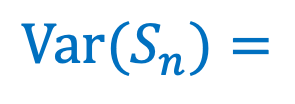 Var(Sₙ) =